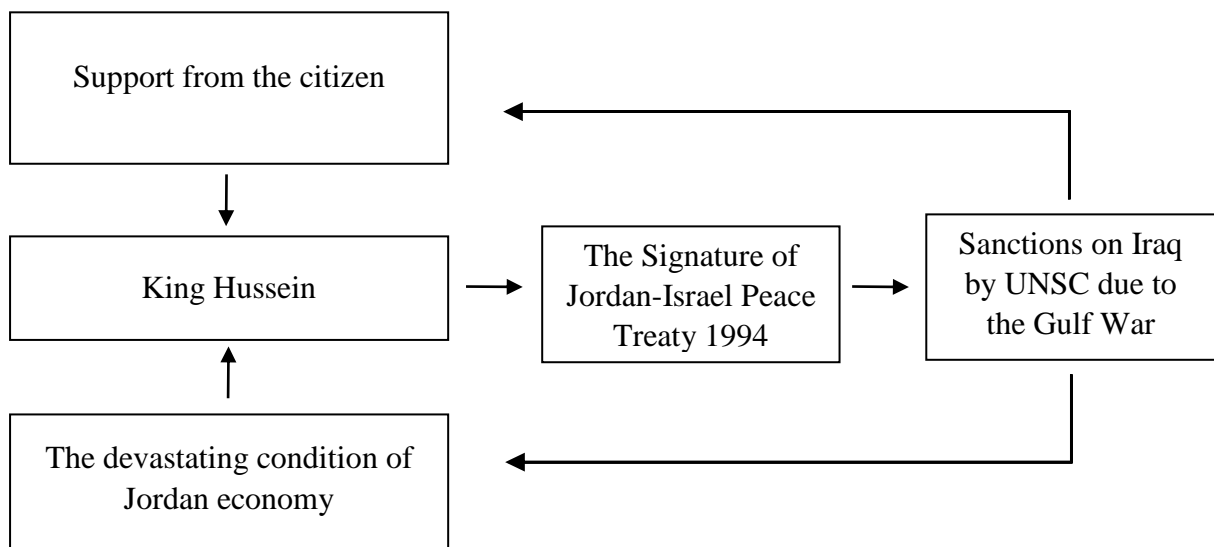 Support from the citizen
King Hussein
The Signature of
Jordan-Israel Peace
Treaty 1994
Sanctions on Iraq
by UNSC due to
the Gulf War
The devastating condition of
Jordan economy